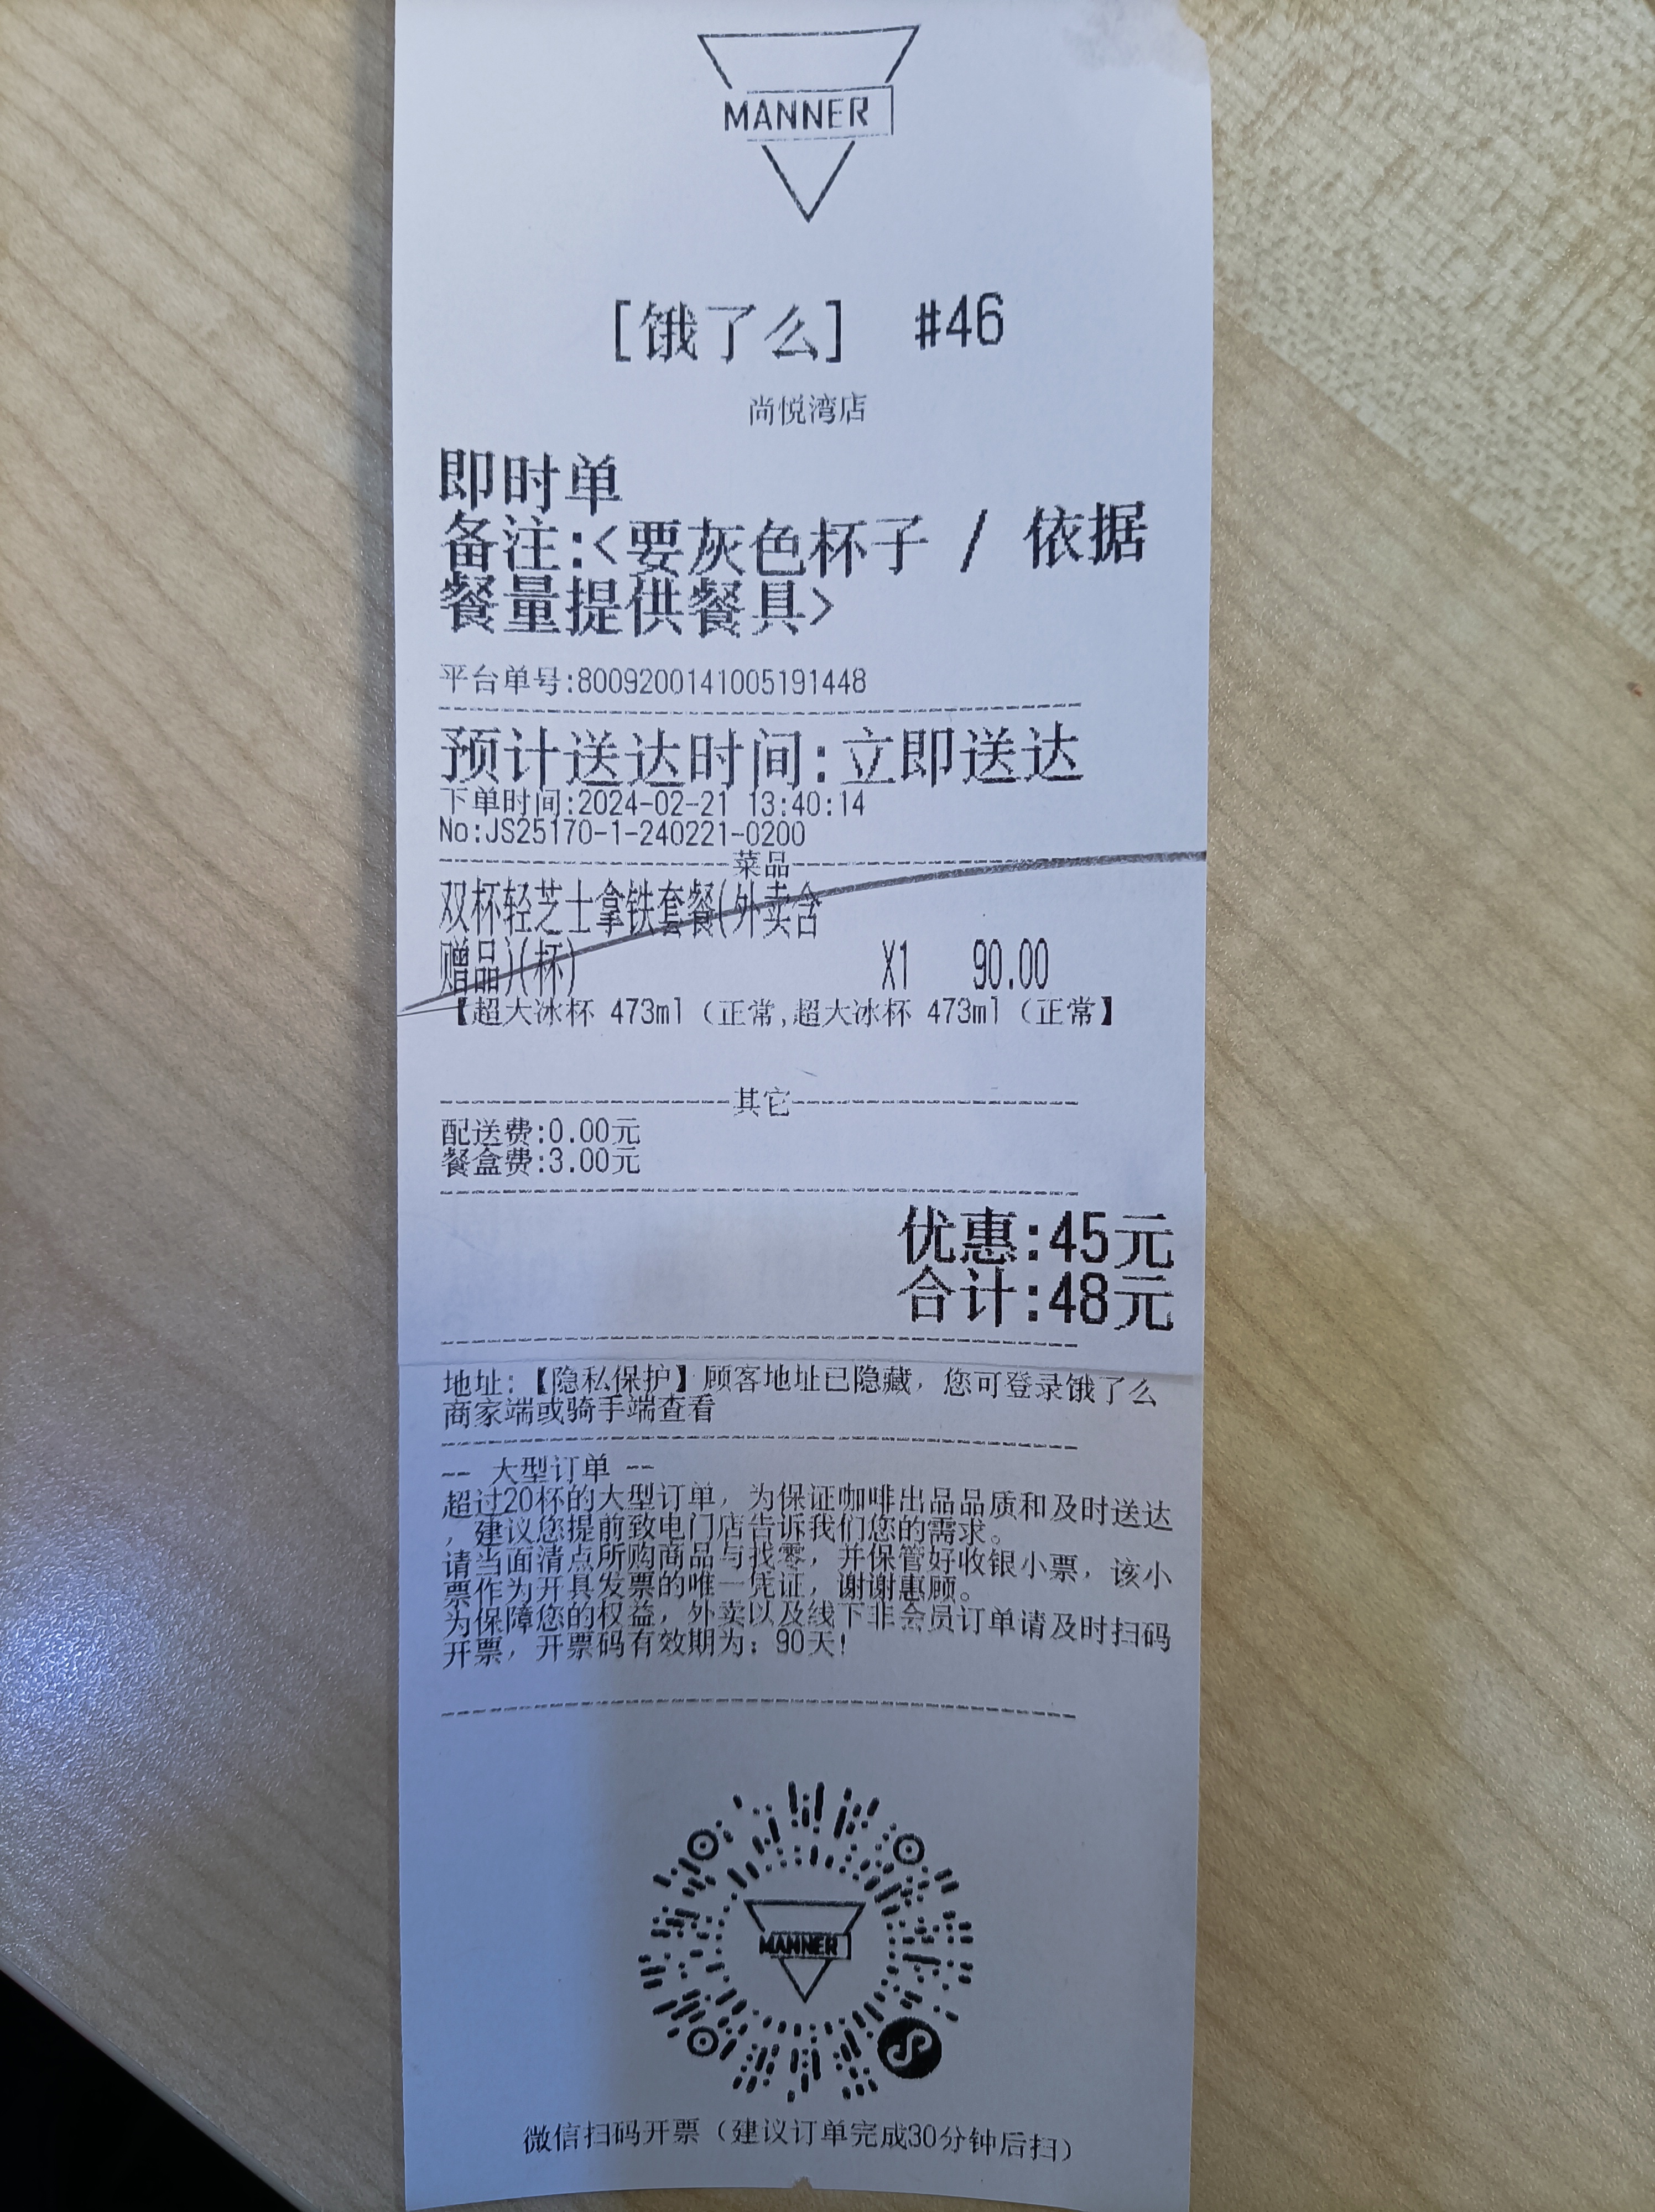 MANNER
[饿了么] #46
尚悦湾店
即时单
备注:<要灰色杯子 / 依据
餐量提供餐具>
平台单号:8009200141005191448
预计送达时间:立即送达
下单时间:2024-02-21 13:40:14
No:JS25170-1-240221-0200
菜品
双杯轻芝士拿铁套餐(外卖含
赠品)(杯) X1 90.00
【超大冰杯 473ml（正常,超大冰杯 473ml（正常】
其它
配送费:0.00元
餐盒费:3.00元
优惠:45元
合计:48元
地址:【隐私保护】顾客地址已隐藏，您可登录饿了么
商家端或骑手端查看
-- 大型订单 --
超过20杯的大型订单，为保证咖啡出品品质和及时送达
，建议您提前致电门店告诉我们您的需求。
请当面清点所购商品与找零，并保管好收银小票，该小
票作为开具发票的唯一凭证，谢谢惠顾。
为保障您的权益，外卖以及线下非会员订单请及时扫码
开票，开票码有效期为：90天!
MANNER
微信扫码开票（建议订单完成30分钟后扫）